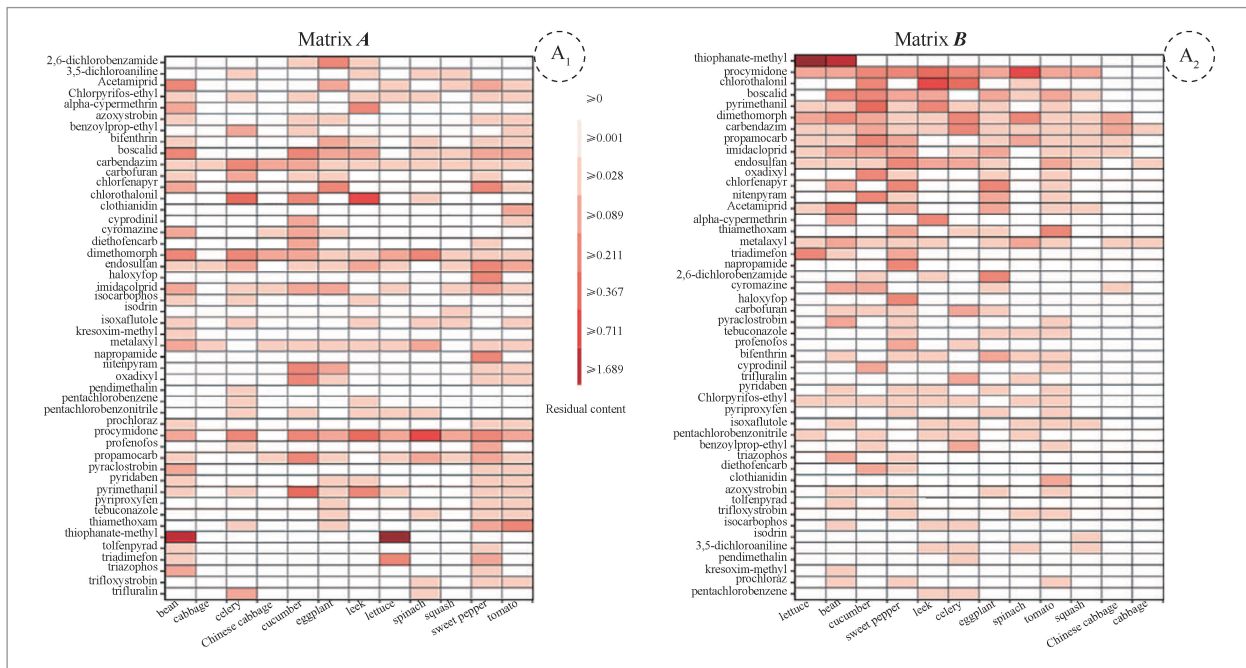 Matrix A
A1
2,6-dichlorobenzamide
3,5-dichloroaniline
Acetamiprid
Chlorpyrifos-ethyl
alpha-cypermethrin
azoxystrobin
benzoylprop-ethyl
bifenthrin
boscalid
carbendazim
carbofuran
chlorfenapyr
chlorothalonil
clothianidin
cyprodinil
cyromazine
diethofencarb
dimethomorph
endosulfan
haloxyfop
imidacolprid
isocarbophos
isodrin
isoxaflutole
kresoxim-methyl
metalaxyl
napropamide
nitenpyram
oxadixyl
pendimethalin
pentachlorobenzene
pentachlorobenzonitrile
prochloraz
procymidone
profenofos
propamocarb
pyraclostrobin
pyridaben
pyrimethanil
pyriproxyfen
tebuconazole
thiamethoxam
thiophanate-methyl
tolfenpyrad
triadimefon
triazophos
trifloxystrobin
trifluralin
bean
cabbage
celery
Chinese cabbage
cucumber
eggplant
leek
lettuce
spinach
squash
sweet pepper
tomato
⩾0
⩾0.001
⩾0.028
⩾0.089
⩾0.211
⩾0.367
⩾0.711
⩾1.689
Residual content
Matrix B
A2
thiophanate-methyl
procymidone
chlorothalonil
boscalid
pyrimethanil
dimethomorph
carbendazim
propamocarb
imidacloprid
endosulfan
oxadixyl
chlorfenapyr
nitenpyram
Acetamiprid
alpha-cypermethrin
thiamethoxam
metalaxyl
triadimefon
napropamide
2,6-dichlorobenzamide
cyromazine
haloxyfop
carbofuran
pyraclostrobin
tebuconazole
profenofos
bifenthrin
cyprodinil
trifluralin
pyridaben
Chlorpyrifos-ethyl
pyriproxyfen
isoxaflutole
pentachlorobenzonitrile
benzoylprop-ethyl
triazophos
diethofencarb
clothianidin
azoxystrobin
tolfenpyrad
trifloxystrobin
isocarbophos
isodrin
3,5-dichloroaniline
pendimethalin
kresoxim-methyl
prochloraz
pentachlorobenzene
lettuce
bean
cucumber
sweet pepper
leek
celery
eggplant
spinach
tomato
squash
Chinese cabbage
cabbage